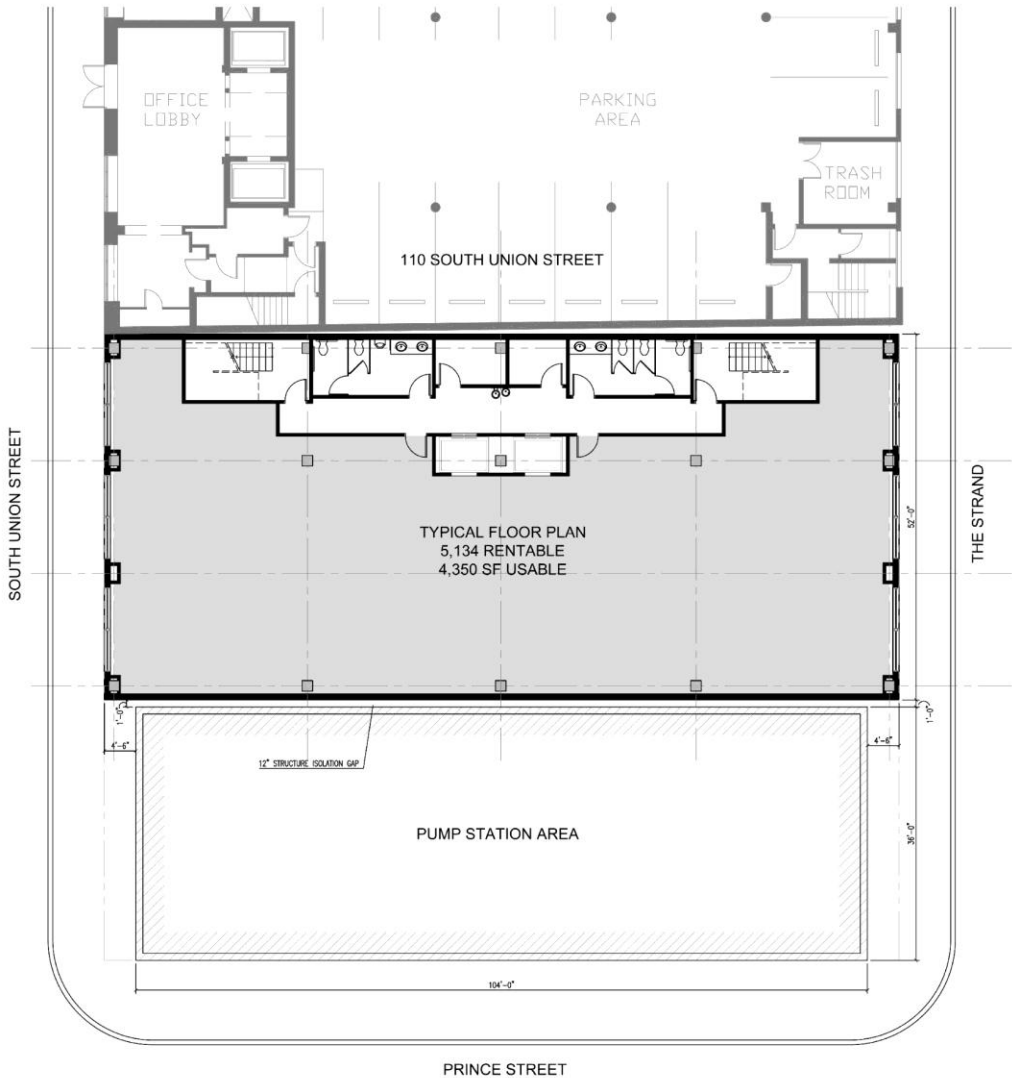 OFFICE
LOBBY
PARKING
AREA
TRASH
ROOM
110 SOUTH UNION STREET
SOUTH UNION STREET
THE STRAND
TYPICAL FLOOR PLAN
5,134 RENTABLE
4,350 SF USABLE
52'-0"
1'-0"
1'-0"
4'-6"
4'-6"
12" STRUCTURE ISOLATION GAP
PUMP STATION AREA
36'-0"
104'-0"
PRINCE STREET